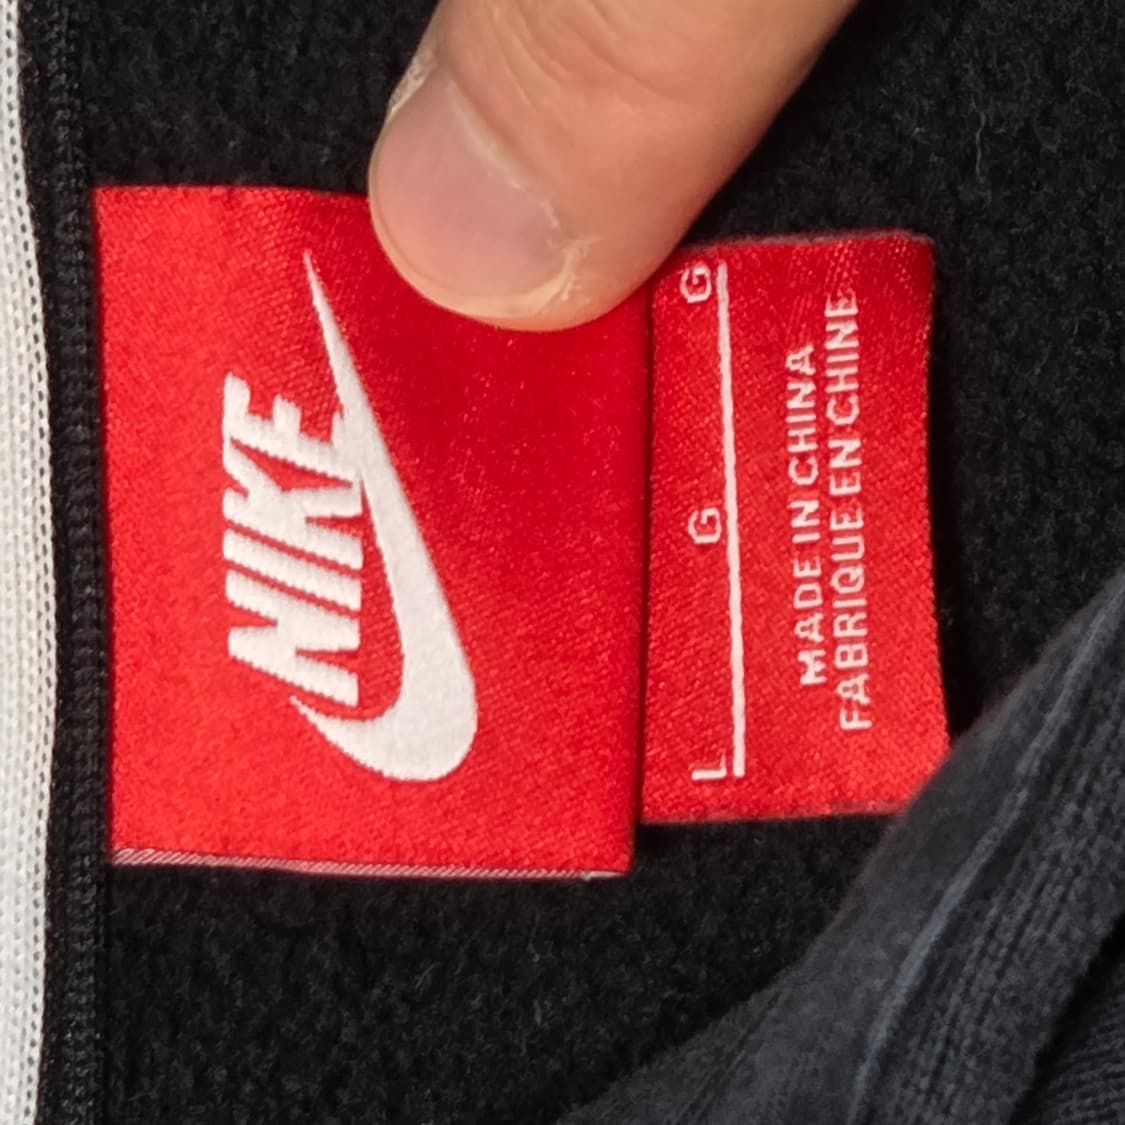 NIKE
L G G
MADE IN CHINA
FABRIQUE EN CHINE